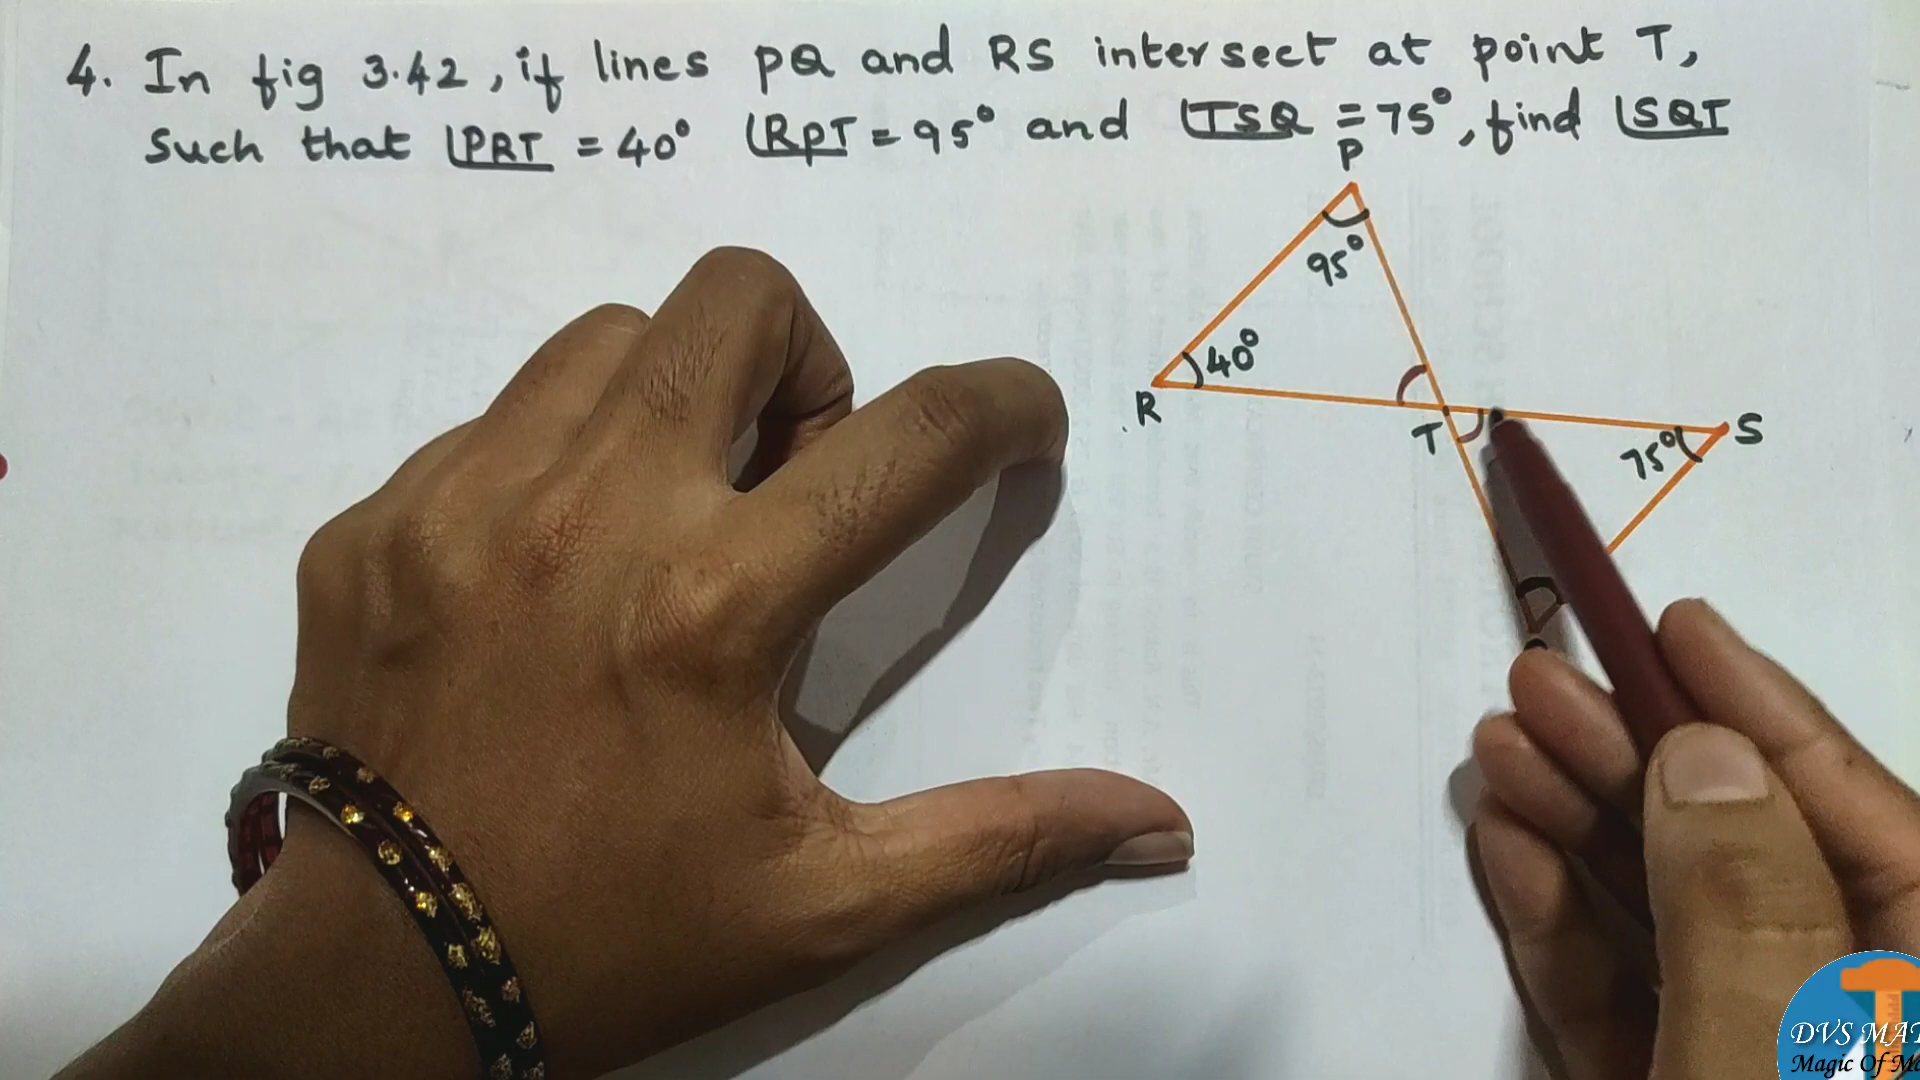 4. In fig 3.42, if lines PQ and RS intersect at point T,
Such that ∠PRT = 40° ∠RPT = 95° and ∠TSQ = 75°, find ∠SQT
P
95°
40°
R
T
75°
S
DVS MA
Magic Of M